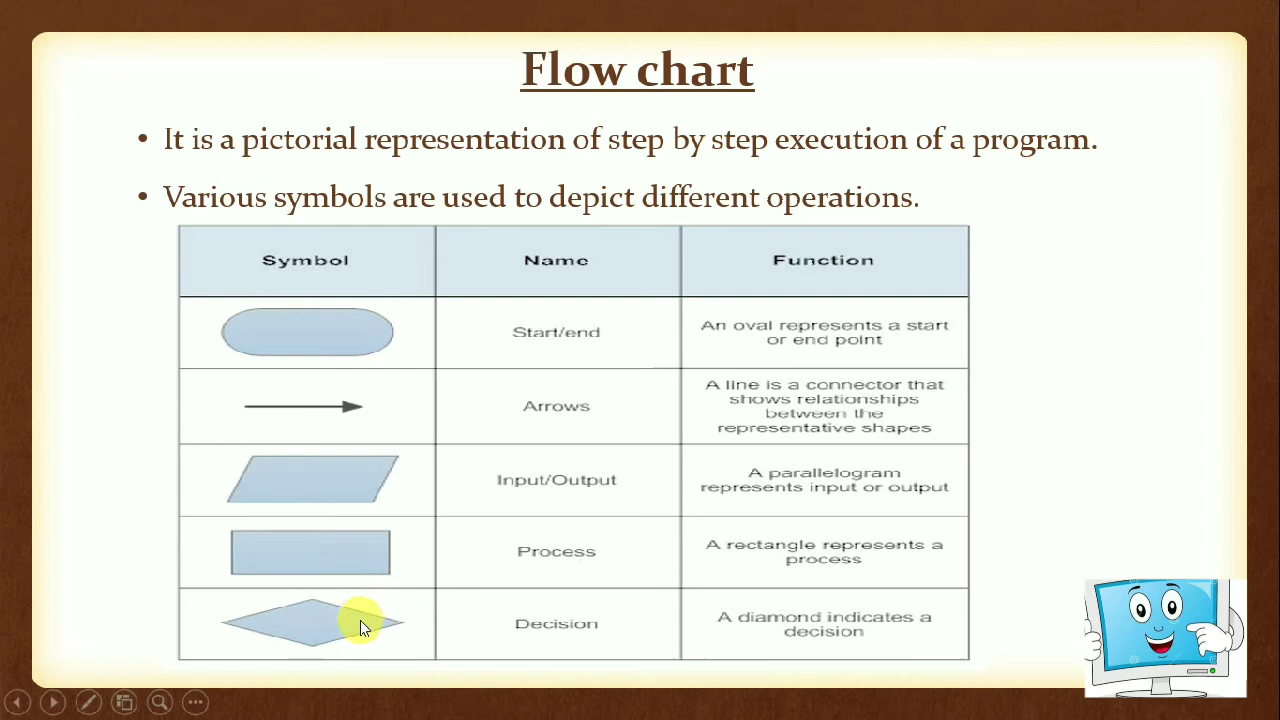 Flow chart
• It is a pictorial representation of step by step execution of a program.
• Various symbols are used to depict different operations.
Symbol Name Function
Start/end An oval represents a start
or end point
Arrows A line is a connector that
shows relationships
between the
representative shapes
Input/Output A parallelogram
represents input or output
Process A rectangle represents a
process
Decision A diamond indicates a
decision